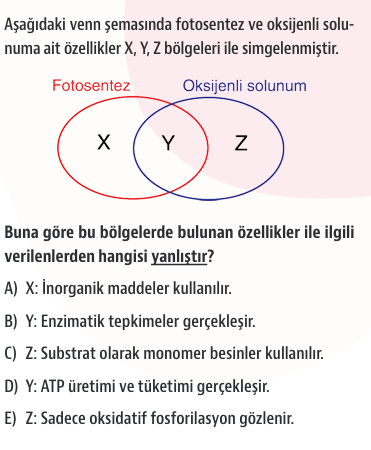 Aşağıdaki venn şemasında fotosentez ve oksijenli solu-
numa ait özellikler X, Y, Z bölgeleri ile simgelenmiştir.
Fotosentez
Oksijenli solunum
X
Y
Z
Buna göre bu bölgelerde bulunan özellikler ile ilgili
verilenlerden hangisi yanlıştır?
A) X: İnorganik maddeler kullanılır.
B) Y: Enzimatik tepkimeler gerçekleşir.
C) Z: Substrat olarak monomer besinler kullanılır.
D) Y: ATP üretimi ve tüketimi gerçekleşir.
E) Z: Sadece oksidatif fosforilasyon gözlenir.